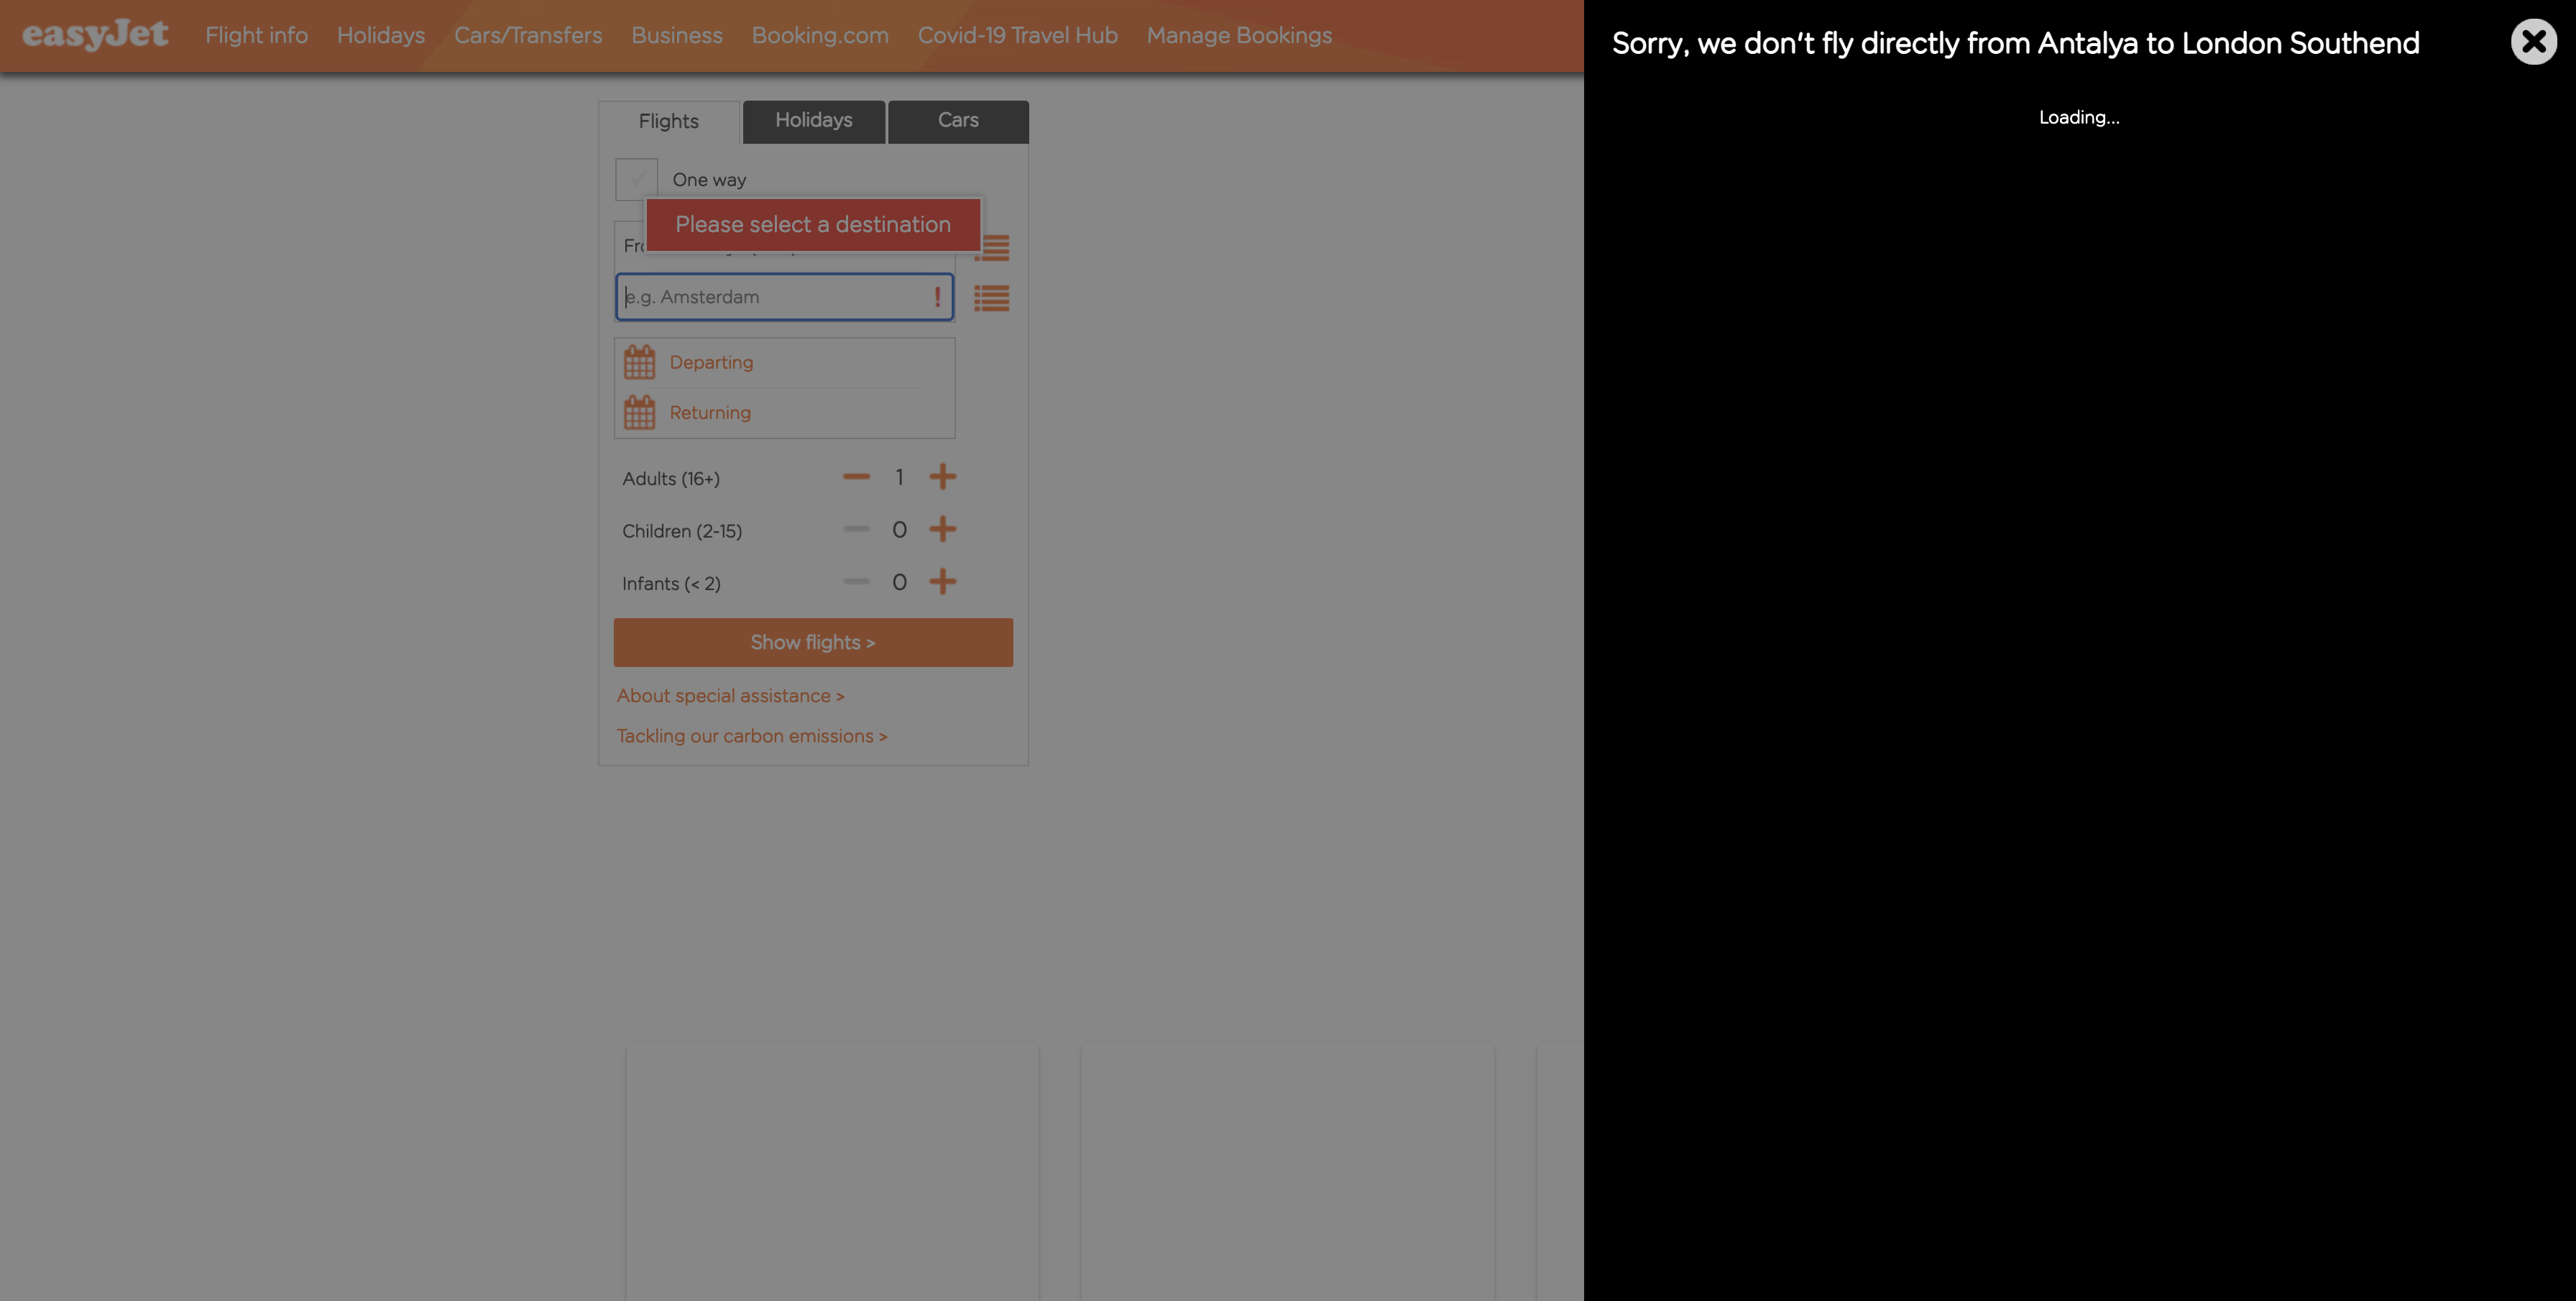 easyJet Flight info Holidays Cars/Transfers Business Booking.com Covid-19 Travel Hub Manage Bookings
Sorry, we don't fly directly from Antalya to London Southend
Loading...
Flights Holidays Cars
One way
Please select a destination
e.g. Amsterdam !
Departing
Returning
Adults (16+) 1
Children (2-15) 0
Infants (< 2) 0
Show flights >
About special assistance >
Tackling our carbon emissions >